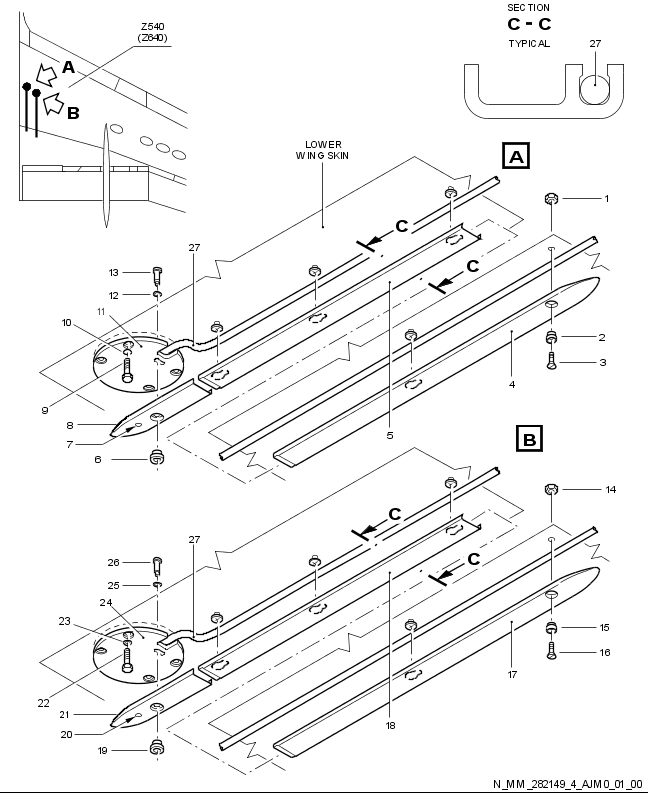 SECTION
C - C
TYPICAL
27
Z540
(Z640)
A
B
LOWER
WING SKIN
A
C
1
27
13
12
11
10
C
2
3
4
9
8
7
6
5
B
14
C
27
26
25
24
23
C
15
16
17
22
21
20
19
18
N_MM_282149_4_AJM0_01_00